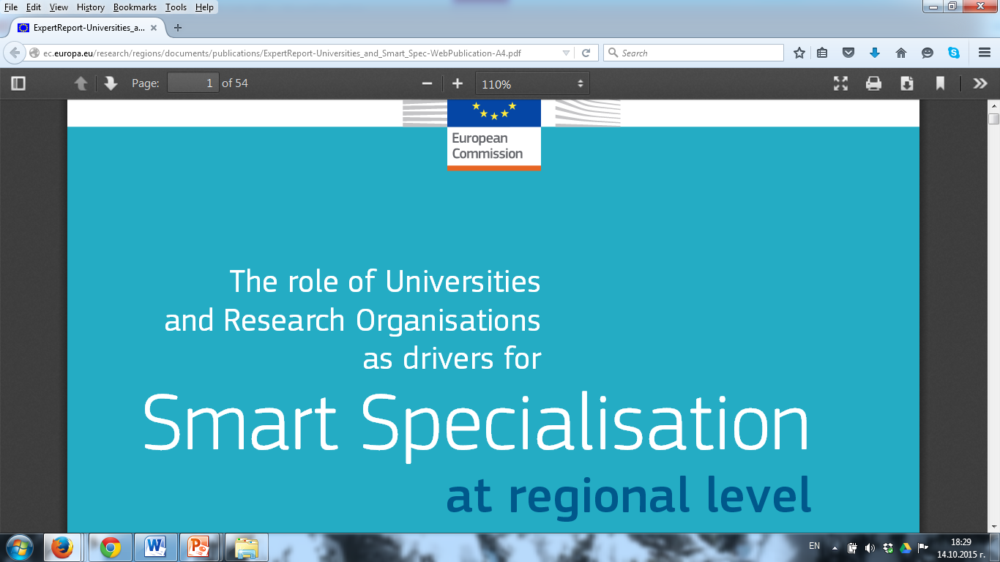 File Edit View History Bookmarks Tools Help
ExpertReport-Universities_a...
ec.europa.eu/research/regions/documents/publications/ExpertReport-Universities_and_Smart_Spec-WebPublication-A4.pdf
Search
Page: 1 of 54
110%
European
Commission
The role of Universities
and Research Organisations
as drivers for
Smart Specialisation
at regional level
EN
18:29
14.10.2015 г.